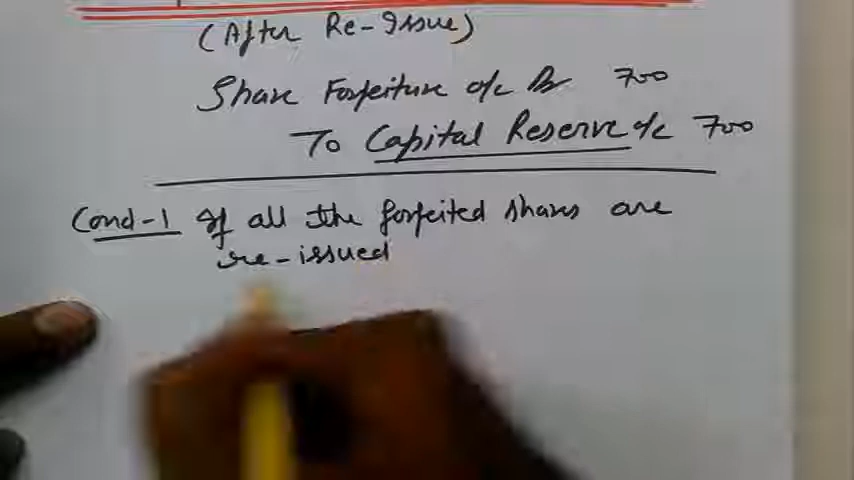 (After Re-Issue)
Share Forfeiture a/c Dr 700
To Capital Reserve a/c 700
Cond-1 If all the forfeited shares are
re-issued